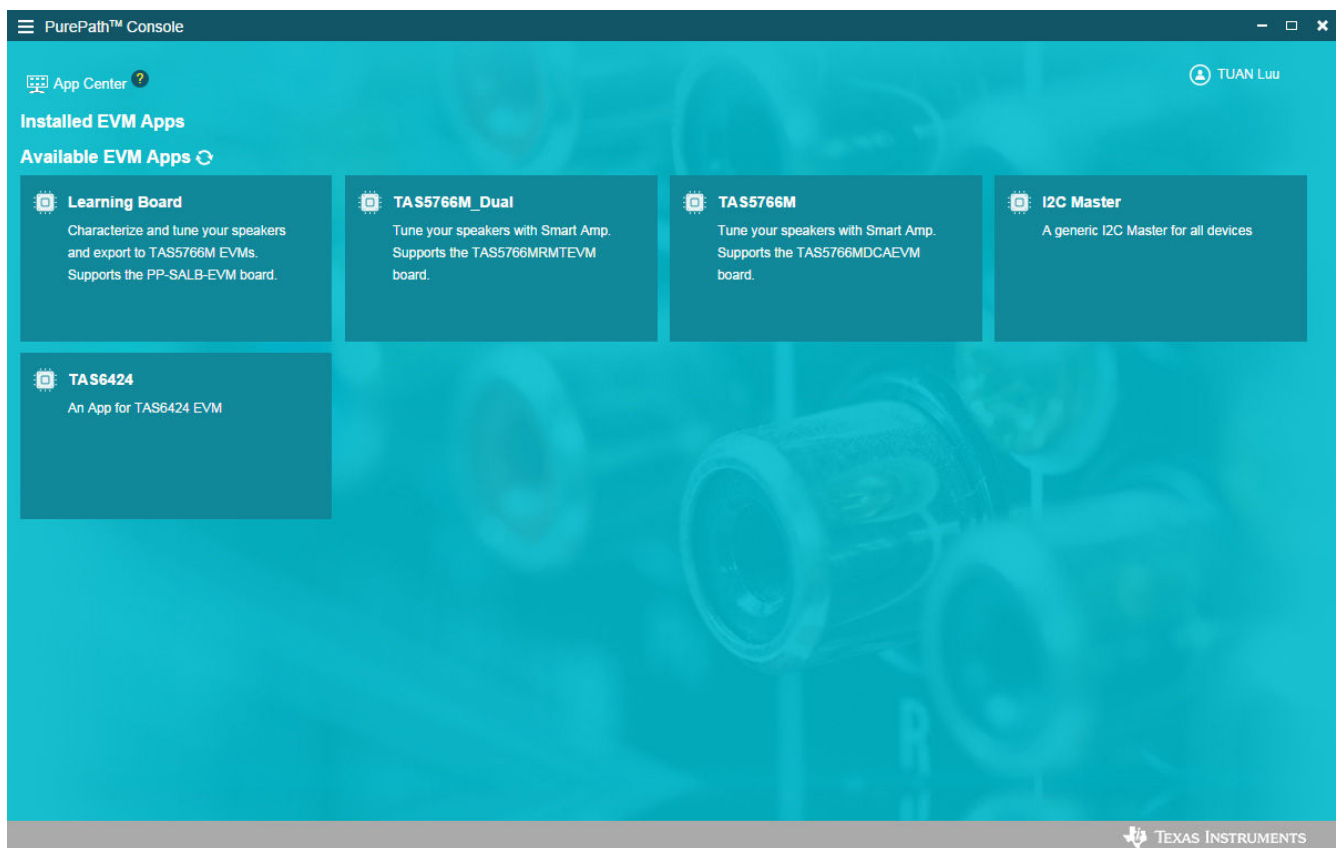 PurePath™ Console
App Center ?
TUAN Luu
Installed EVM Apps
Available EVM Apps
Learning Board
Characterize and tune your speakers
and export to TAS5766M EVMs.
Supports the PP-SALB-EVM board.
TAS5766M_Dual
Tune your speakers with Smart Amp.
Supports the TAS5766MRMTEVM
board.
TAS5766M
Tune your speakers with Smart Amp.
Supports the TAS5766MDCAEVM
board.
I2C Master
A generic I2C Master for all devices
TAS6424
An App for TAS6424 EVM
R
TEXAS INSTRUMENTS